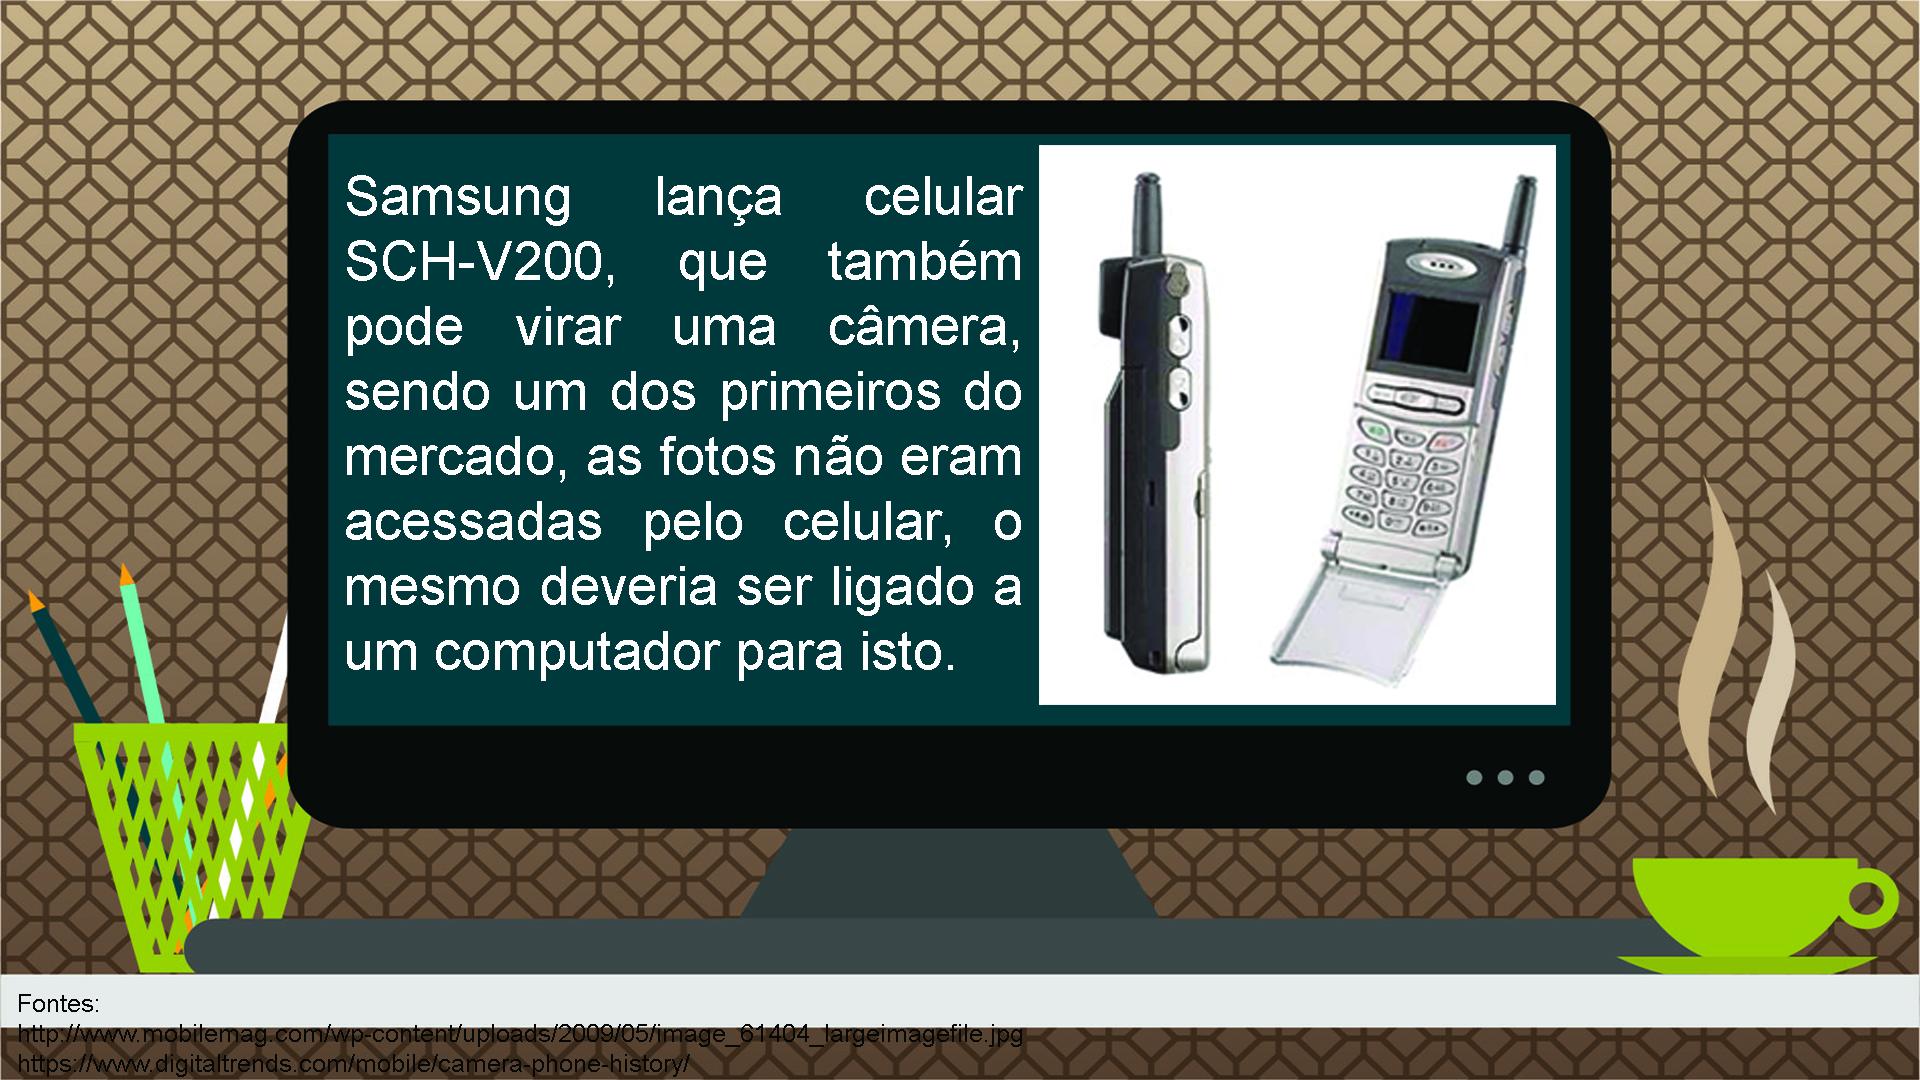 Samsung lança celular
SCH-V200, que também
pode virar uma câmera,
sendo um dos primeiros do
mercado, as fotos não eram
acessadas pelo celular, o
mesmo deveria ser ligado a
um computador para isto.
Fontes:
http://www.mobilemag.com/wp-content/uploads/2009/05/image_61404_largeimagefile.jpg
https://www.digitaltrends.com/mobile/camera-phone-history/